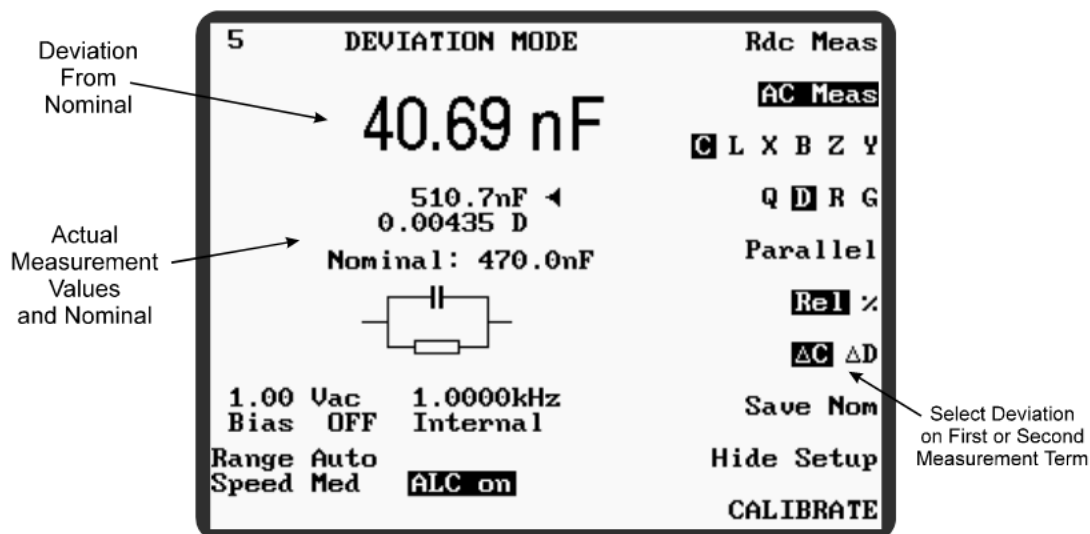 Deviation
From
Nominal
Actual
Measurement
Values
and Nominal
5 DEVIATION MODE
40.69 nF
510.7nF ◄
0.00435 D
Nominal: 470.0nF
1.00 Vac 1.0000kHz
Bias OFF Internal
Range Auto
Speed Med ALC on
Rdc Meas
AC Meas
C L X B Z Y
Q D R G
Parallel
Rel %
ΔC ΔD
Save Nom
Hide Setup
CALIBRATE
Select Deviation
on First or Second
Measurement Term